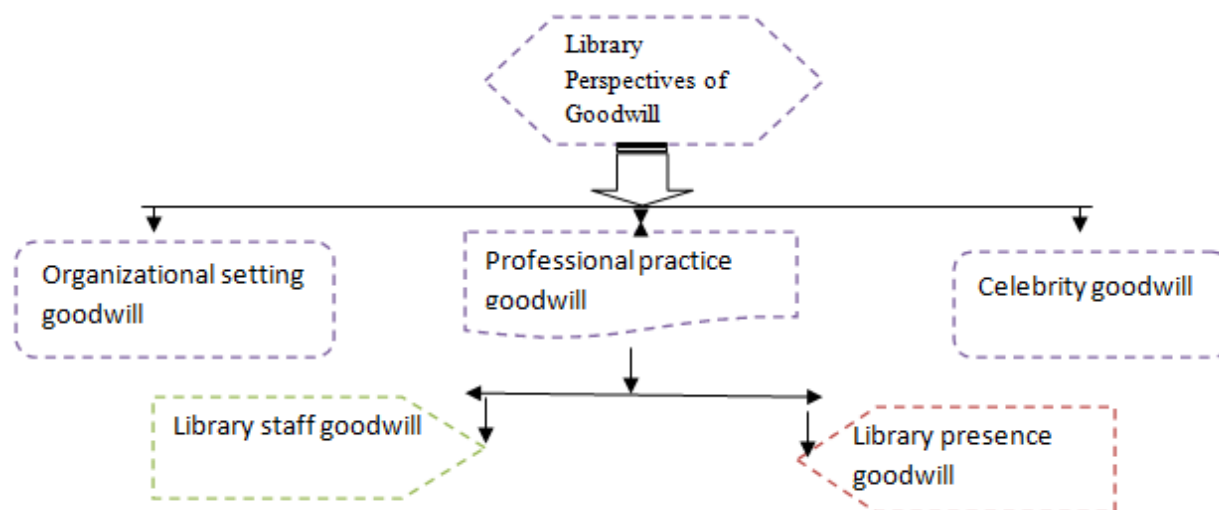 Library
Perspectives of
Goodwill
Organizational setting
goodwill
Professional practice
goodwill
Celebrity goodwill
Library staff goodwill
Library presence
goodwill